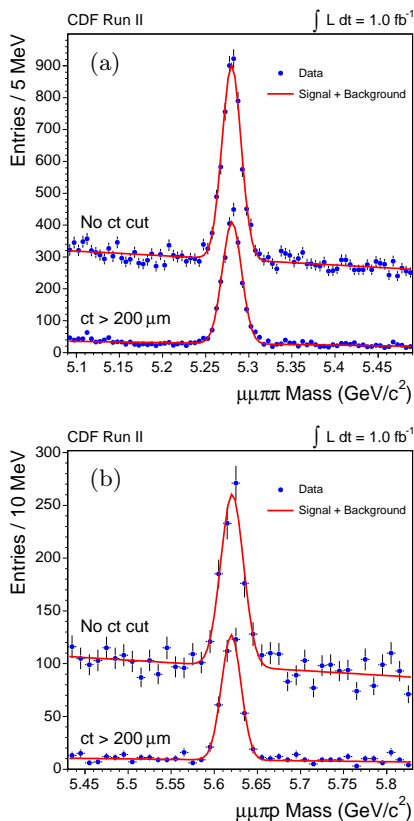 CDF Run II ∫ L dt = 1.0 fb⁻¹
(a)
Data
Signal + Background
Entries / 5 MeV
900
800
700
600
500
400
300
200
100
0
No ct cut
ct > 200 μm
5.1 5.15 5.2 5.25 5.3 5.35 5.4 5.45
μμππ Mass (GeV/c²)
CDF Run II ∫ L dt = 1.0 fb⁻¹
(b)
Data
Signal + Background
Entries / 10 MeV
300
250
200
150
100
50
0
No ct cut
ct > 200 μm
5.45 5.5 5.55 5.6 5.65 5.7 5.75 5.8
μμπp Mass (GeV/c²)